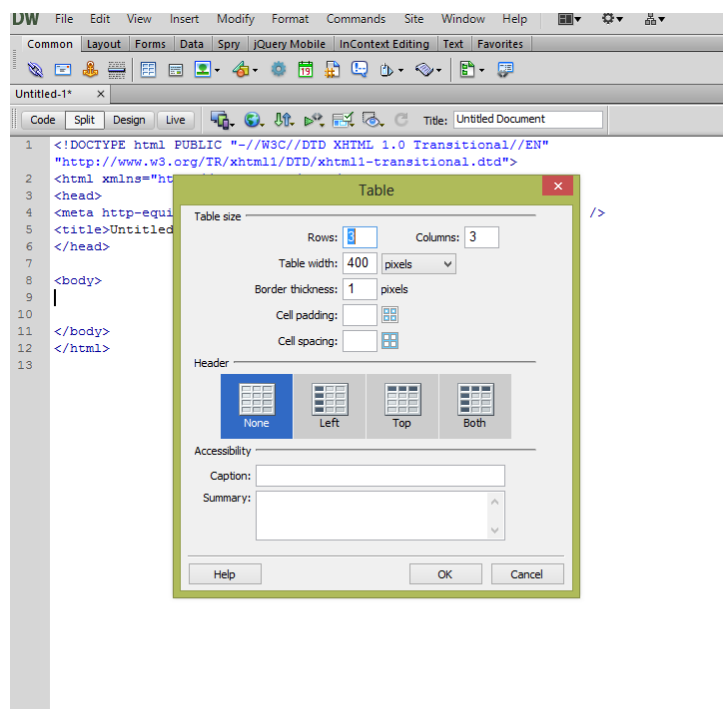 DW File Edit View Insert Modify Format Commands Site Window Help
Common Layout Forms Data Spry jQuery Mobile InContext Editing Text Favorites
19
Untitled-1* ×
Code Split Design Live Title: Untitled Document
1 <!DOCTYPE html PUBLIC "-//W3C//DTD XHTML 1.0 Transitional//EN"
"http://www.w3.org/TR/xhtml1/DTD/xhtml1-transitional.dtd">
2 <html xmlns="ht
3 <head>
4 <meta http-equi />
5 <title>Untitled
6 </head>
7
8 <body>
9
10
11 </body>
12 </html>
13
Table ×
Table size
Rows: 3 Columns: 3
Table width: 400 pixels
Border thickness: 1 pixels
Cell padding:
Cell spacing:
Header
None Left Top Both
Accessibility
Caption:
Summary:
Help OK Cancel